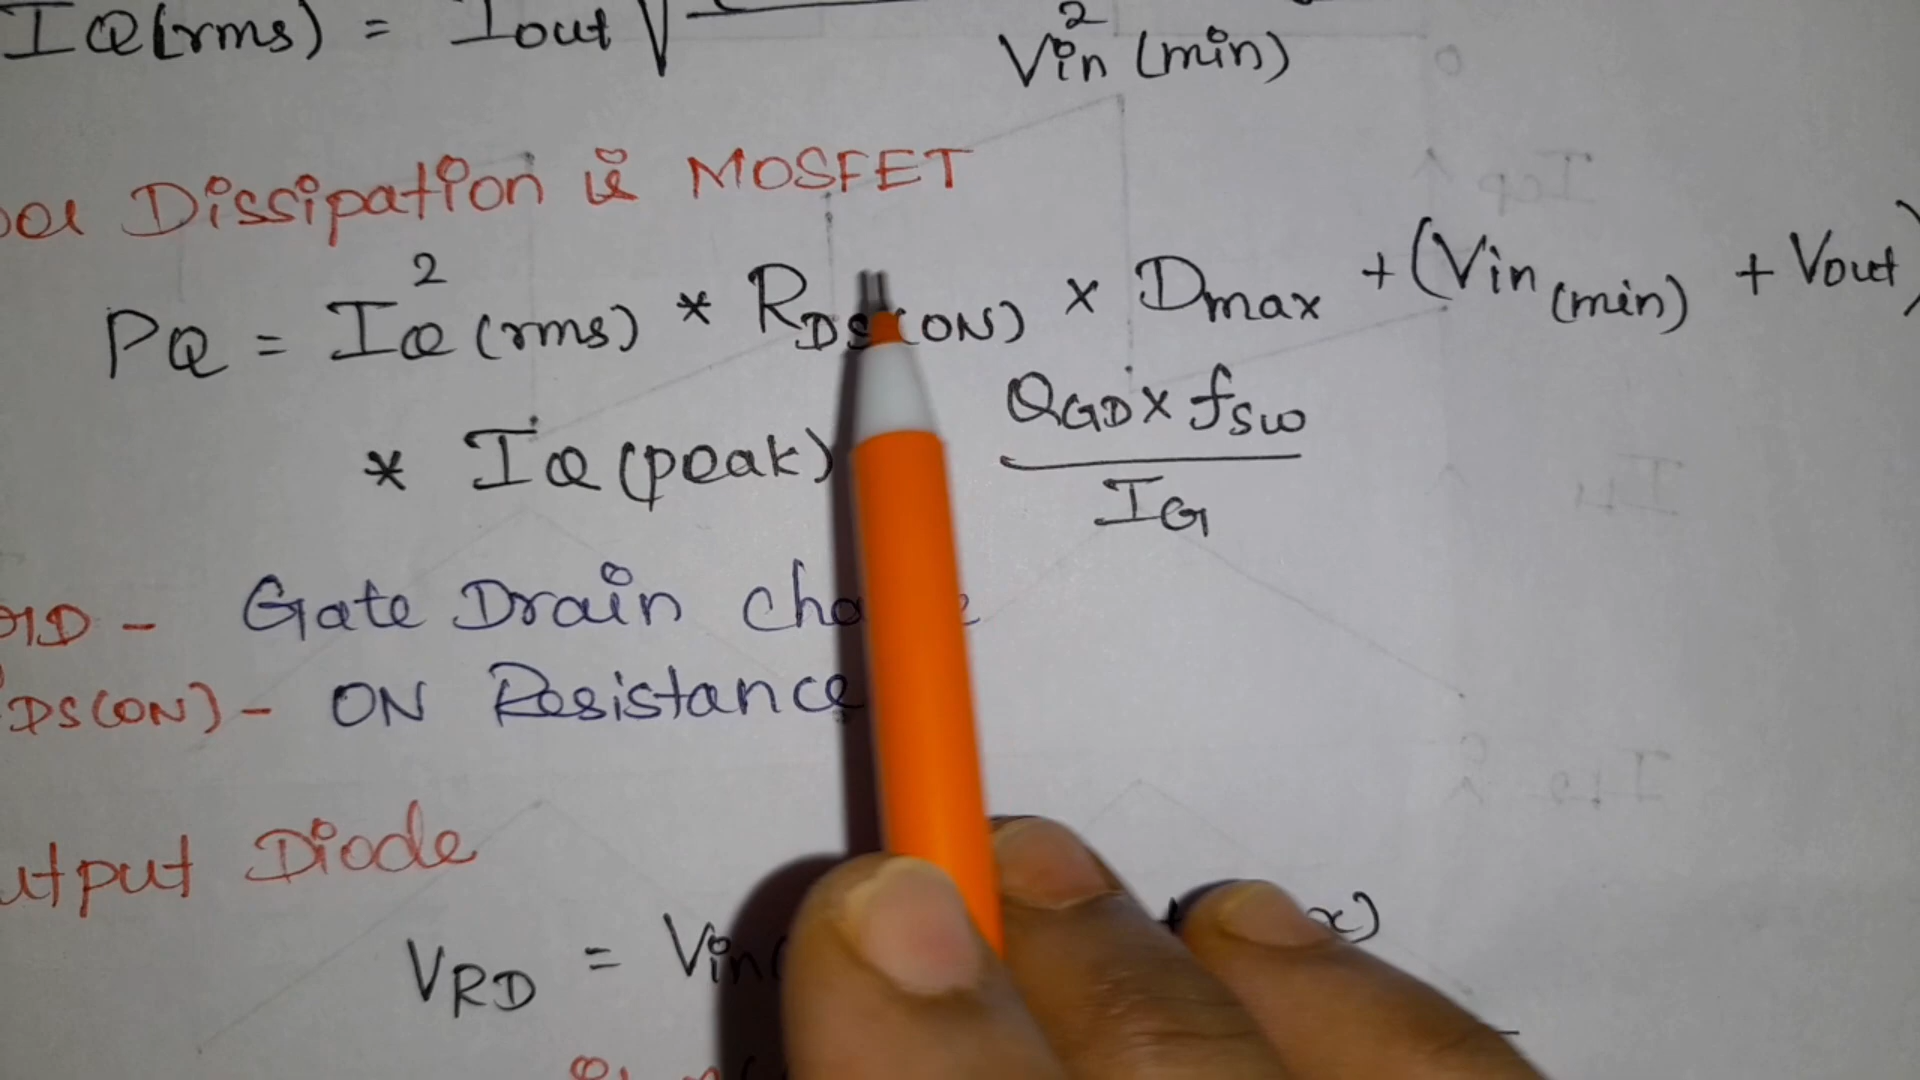 IQ(rms) = Iout √ Vin²(min)
Dissipation in MOSFET
PQ = IQ²(rms) * RDS(ON) × Dmax + (Vin(min) + Vout)
* IQ(peak) QGD × fsw / IG
Gate Drain
DS(ON) - ON Resistance
Diode
VRD = Vin